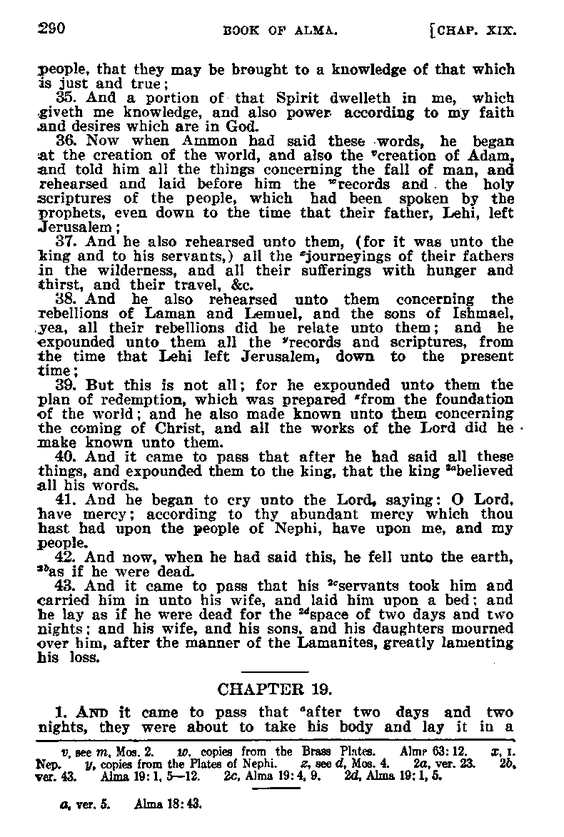 290 BOOK OF ALMA. [CHAP. XIX.
people, that they may be brought to a knowledge of that which
is just and true;
35. And a portion of that Spirit dwelleth in me, which
giveth me knowledge, and also power according to my faith
and desires which are in God.
36. Now when Ammon had said these words, he began
at the creation of the world, and also the ᵛcreation of Adam,
and told him all the things concerning the fall of man, and
rehearsed and laid before him the ʷrecords and the holy
scriptures of the people, which had been spoken by the
prophets, even down to the time that their father, Lehi, left
Jerusalem;
37. And he also rehearsed unto them, (for it was unto the
king and to his servants,) all the ˣjourneyings of their fathers
in the wilderness, and all their sufferings with hunger and
thirst, and their travel, &c.
38. And he also rehearsed unto them concerning the
rebellions of Laman and Lemuel, and the sons of Ishmael,
yea, all their rebellions did he relate unto them; and he
expounded unto them all the ʸrecords and scriptures, from
the time that Lehi left Jerusalem, down to the present
time;
39. But this is not all; for he expounded unto them the
plan of redemption, which was prepared ᶻfrom the foundation
of the world; and he also made known unto them concerning
the coming of Christ, and all the works of the Lord did he
make known unto them.
40. And it came to pass that after he had said all these
things, and expounded them to the king, that the king ²ᵃbelieved
all his words.
41. And he began to cry unto the Lord, saying: O Lord,
have mercy; according to thy abundant mercy which thou
hast had upon the people of Nephi, have upon me, and my
people.
42. And now, when he had said this, he fell unto the earth,
²ᵇas if he were dead.
43. And it came to pass that his ²ᶜservants took him and
carried him in unto his wife, and laid him upon a bed; and
he lay as if he were dead for the ²ᵈspace of two days and two
nights; and his wife, and his sons, and his daughters mourned
over him, after the manner of the Lamanites, greatly lamenting
his loss.
CHAPTER 19.
1. AND it came to pass that ᵃafter two days and two
nights, they were about to take his body and lay it in a
v, see m, Mos. 2. w. copies from the Brass Plates. Alma 63:12. x, 1.
Nep. y, copies from the Plates of Nephi. z, see d, Mos. 4. 2a, ver. 23. 2b,
ver. 43. Alma 19:1, 5—12. 2c, Alma 19:4, 9. 2d, Alma 19:1, 5.
a, ver. 5. Alma 18:43.